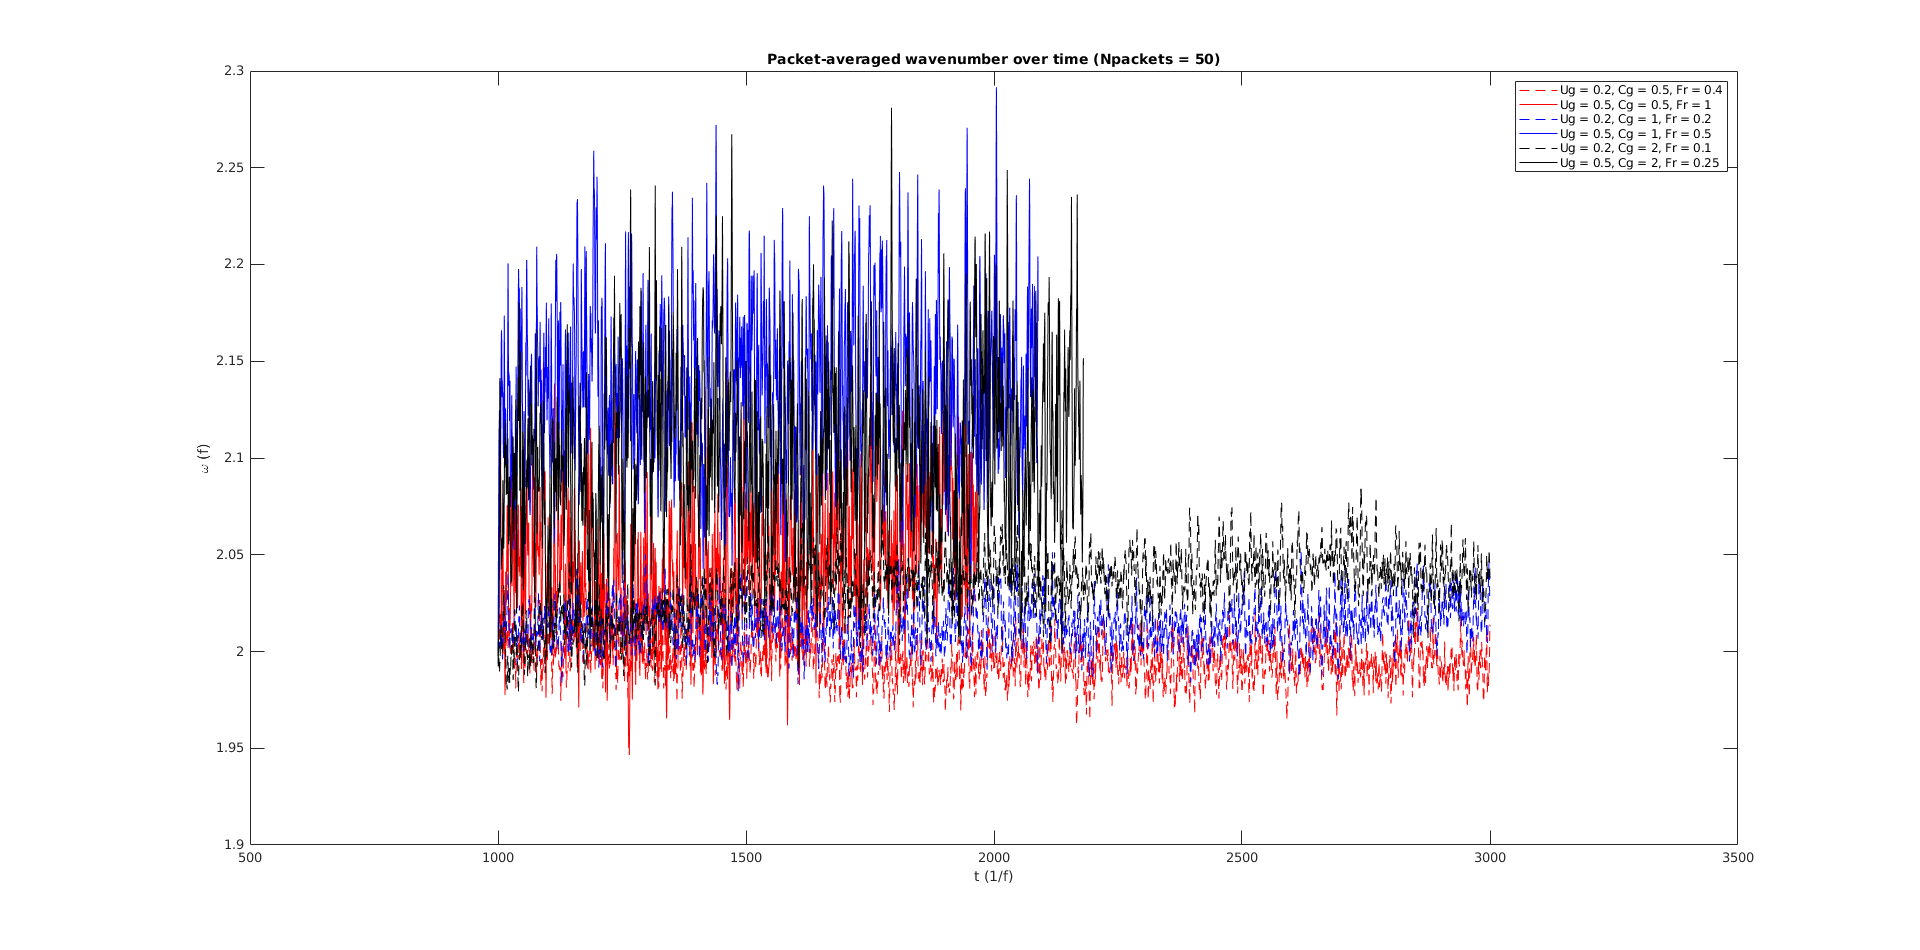 Packet-averaged wavenumber over time (Npackets = 50)
2.3
2.25
2.2
2.15
2.1
2.05
2
1.95
1.9
ω (f)
Ug = 0.2, Cg = 0.5, Fr = 0.4
Ug = 0.5, Cg = 0.5, Fr = 1
Ug = 0.2, Cg = 1, Fr = 0.2
Ug = 0.5, Cg = 1, Fr = 0.5
Ug = 0.2, Cg = 2, Fr = 0.1
Ug = 0.5, Cg = 2, Fr = 0.25
500 1000 1500 2000 2500 3000 3500
t (1/f)